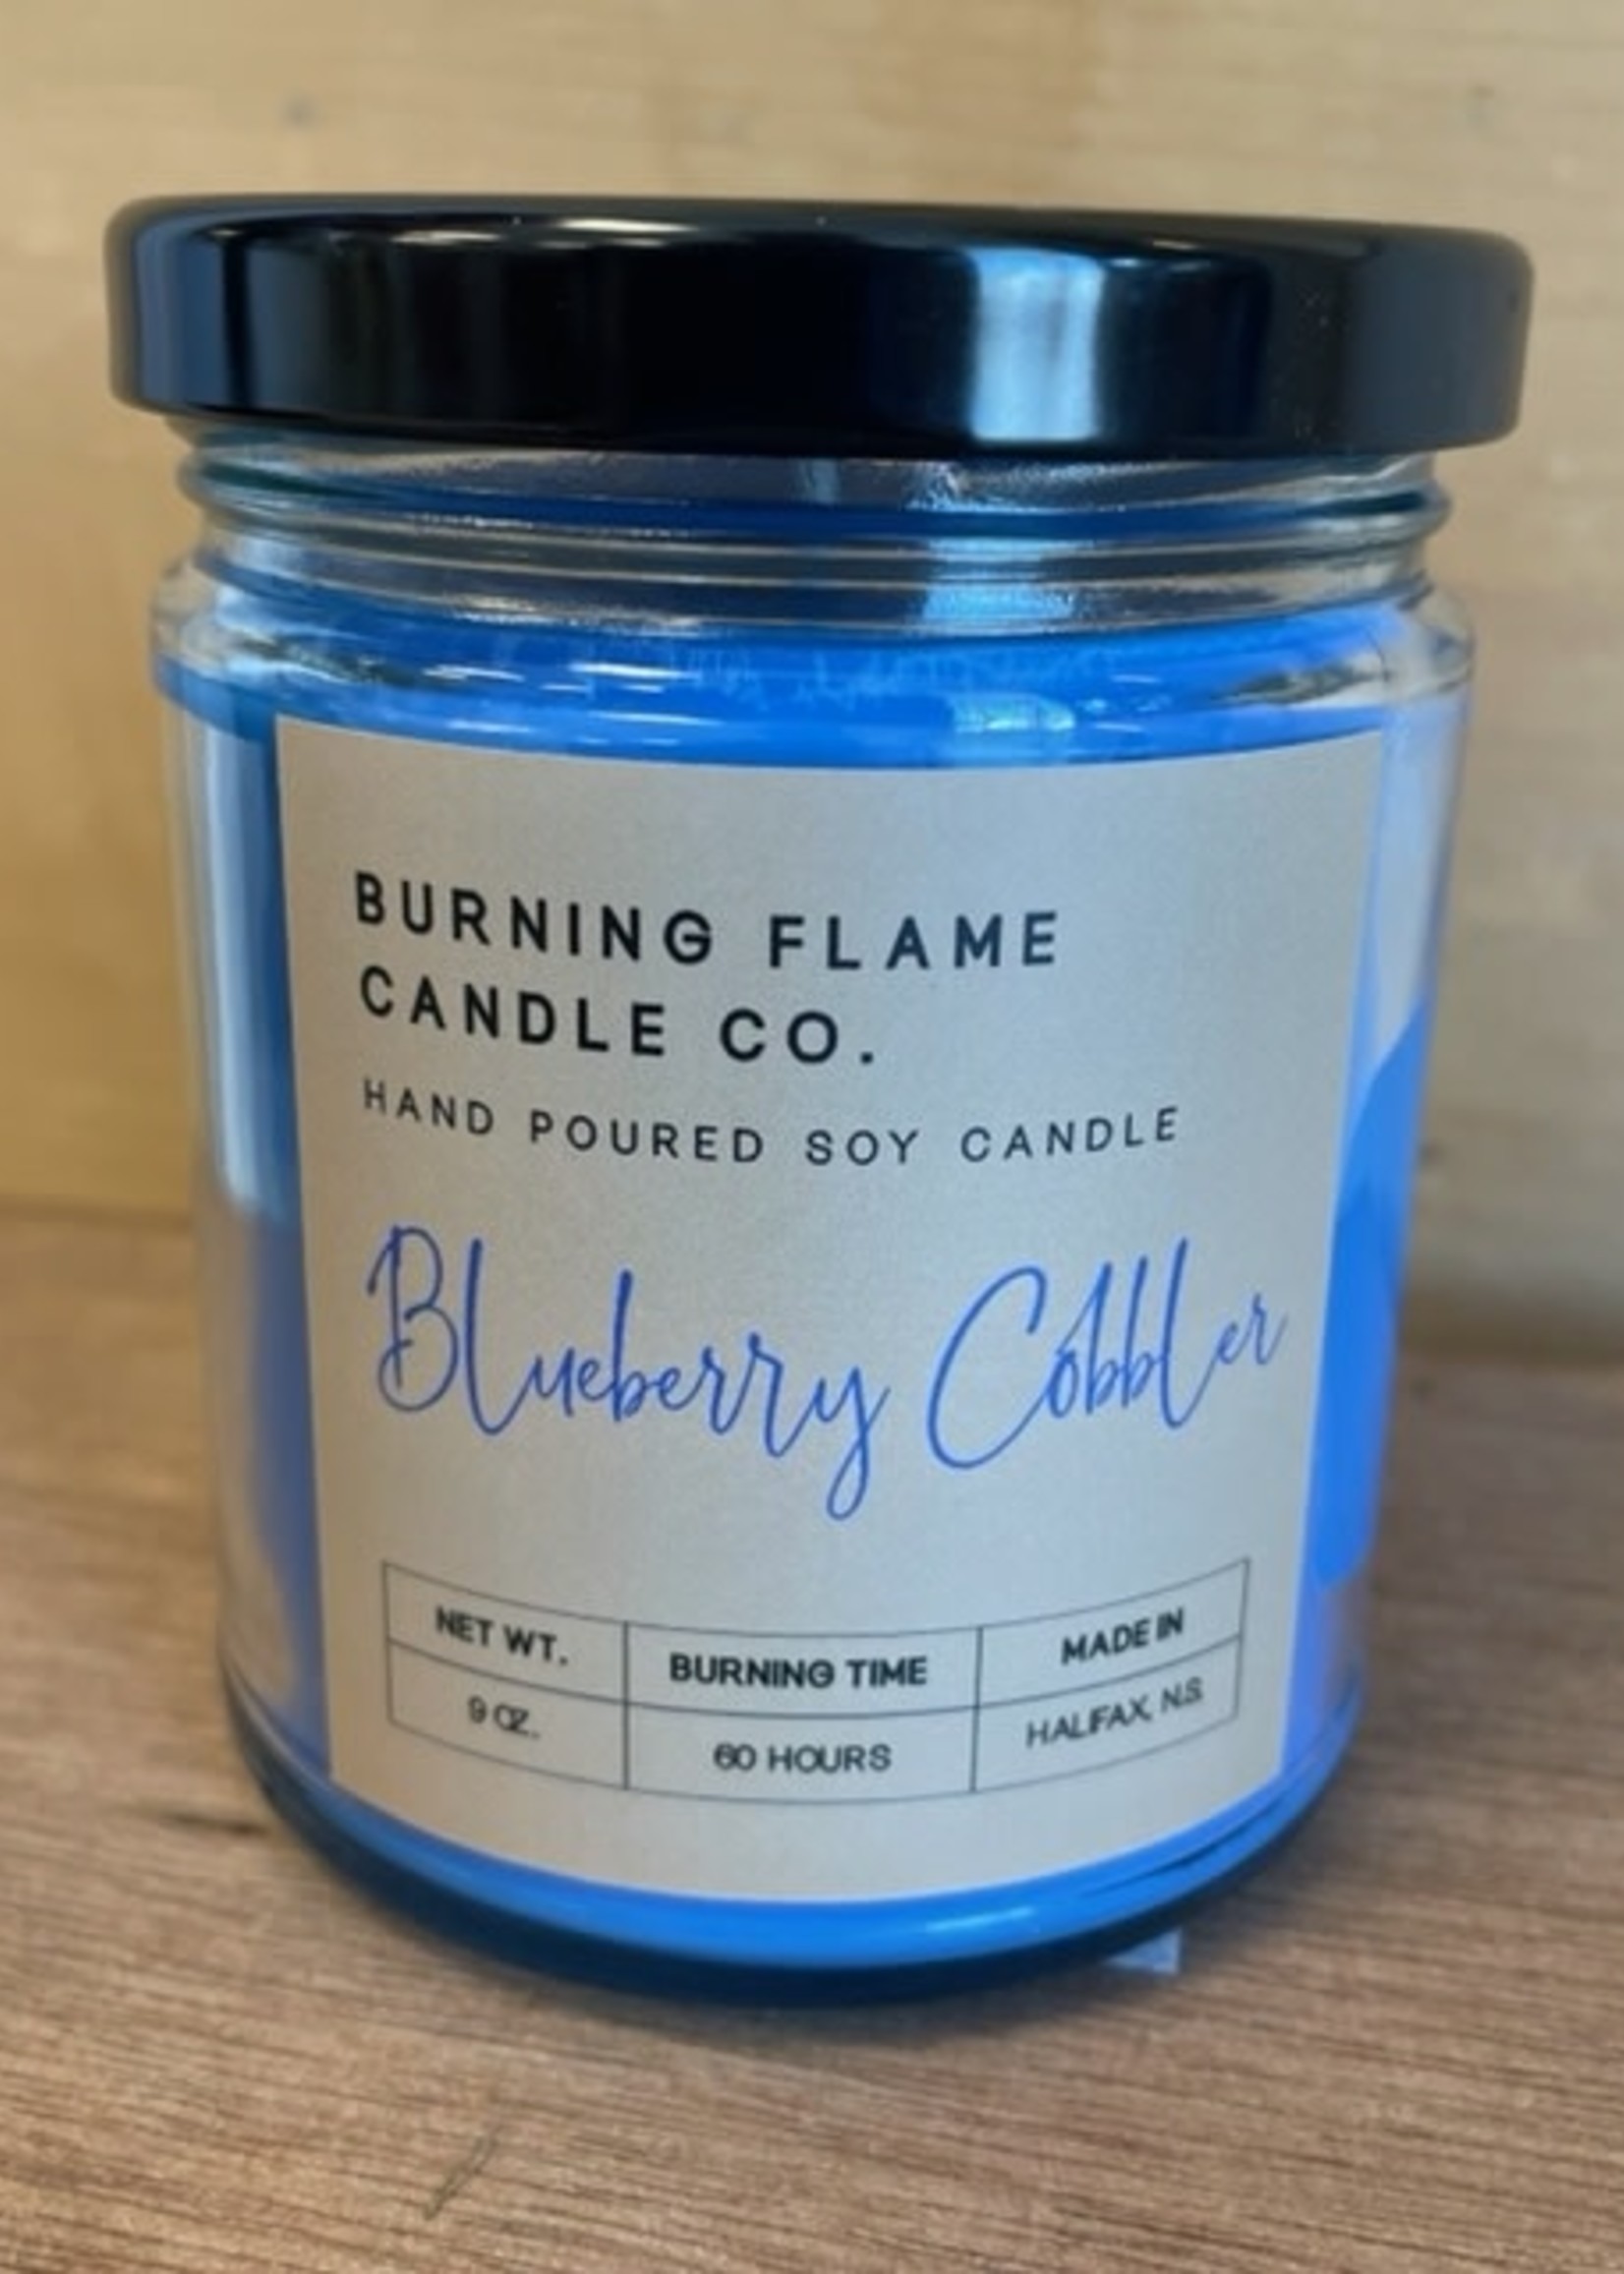 BURNING FLAME
CANDLE CO.
HAND POURED SOY CANDLE
Blueberry Cobbler
NET WT. BURNING TIME MADE IN
9 OZ. 60 HOURS HALIFAX, N.S.